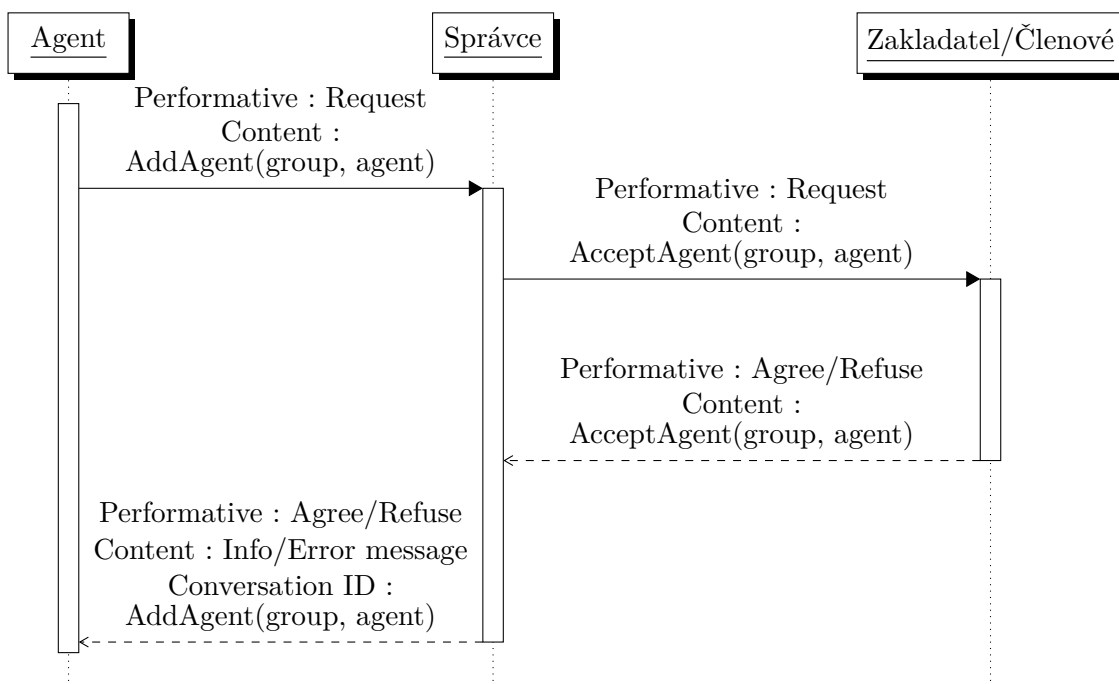 Agent
Správce
Zakladatel/Členové
Performative : Request
Content :
AddAgent(group, agent)
Performative : Request
Content :
AcceptAgent(group, agent)
Performative : Agree/Refuse
Content :
AcceptAgent(group, agent)
Performative : Agree/Refuse
Content : Info/Error message
Conversation ID :
AddAgent(group, agent)